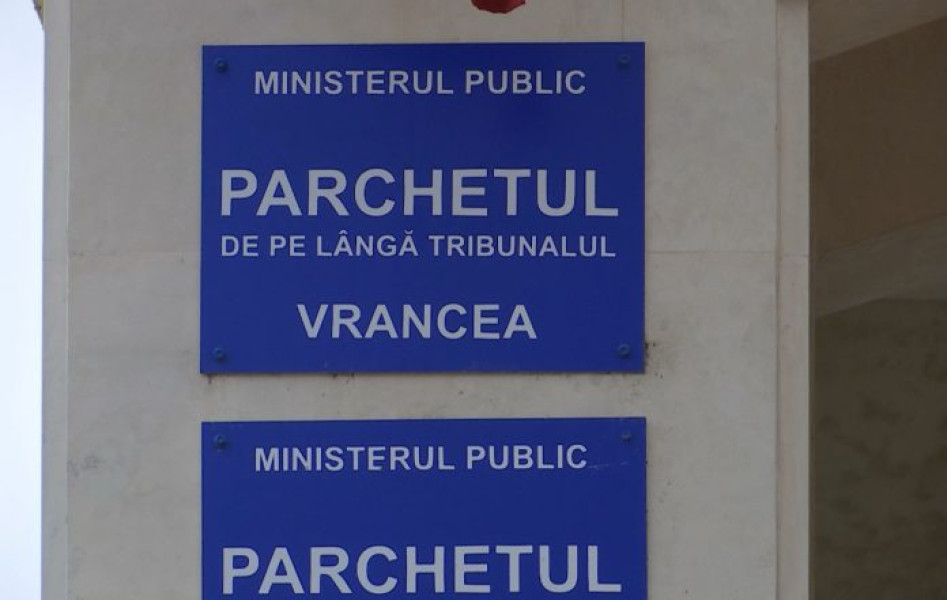 MINISTERUL PUBLIC
PARCHETUL
DE PE LÂNGĂ TRIBUNALUL
VRANCEA
MINISTERUL PUBLIC
PARCHETUL